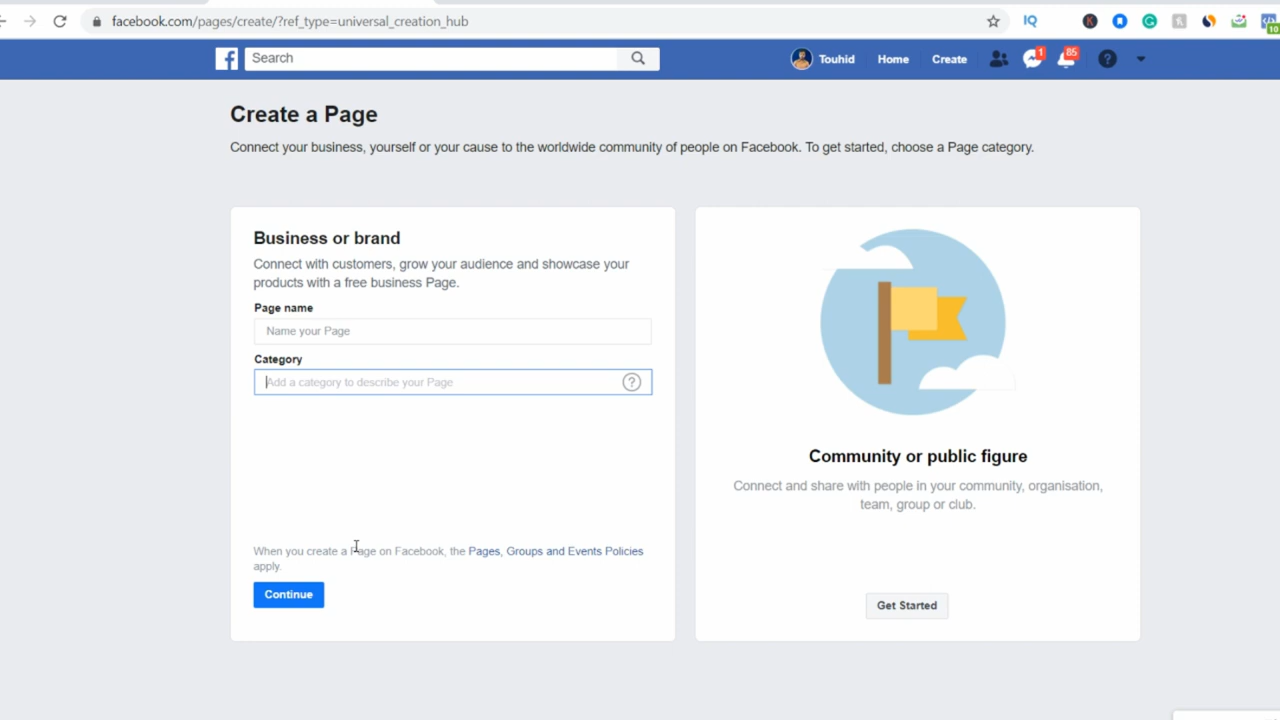 facebook.com/pages/create/?ref_type=universal_creation_hub
IQ
K
10
f
Search
Touhid
Home
Create
1
85
?
Create a Page
Connect your business, yourself or your cause to the worldwide community of people on Facebook. To get started, choose a Page category.
Business or brand
Connect with customers, grow your audience and showcase your
products with a free business Page.
Page name
Name your Page
Category
Add a category to describe your Page
?
When you create a Page on Facebook, the Pages, Groups and Events Policies
apply.
Continue
Community or public figure
Connect and share with people in your community, organisation,
team, group or club.
Get Started